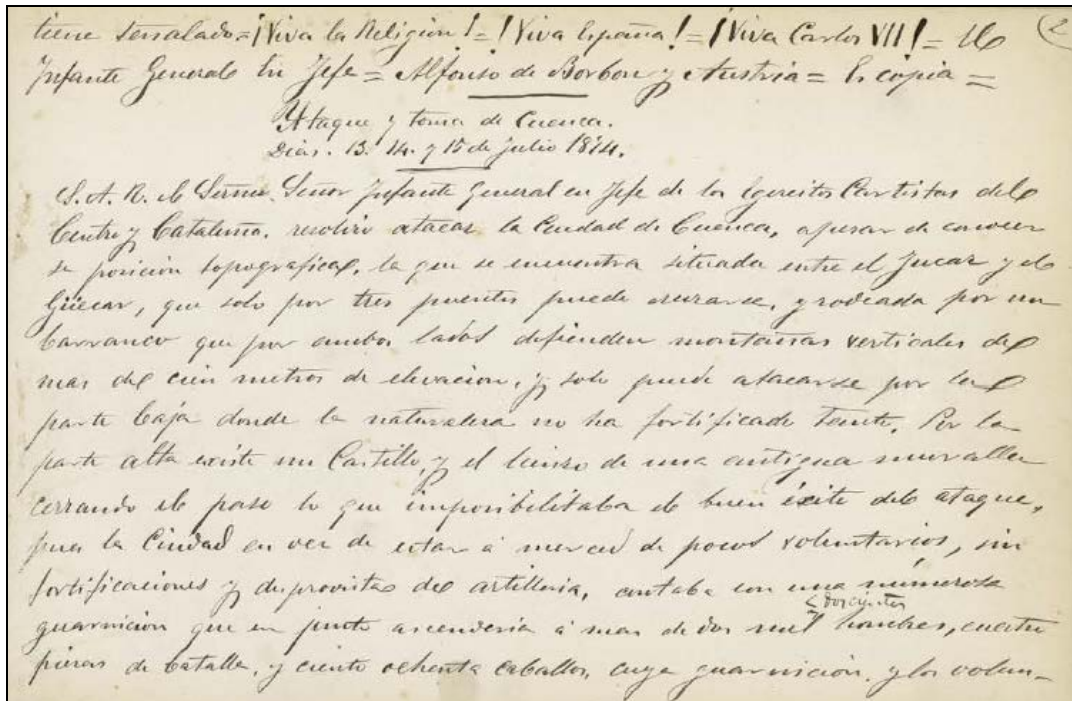 tiene señalado=¡Viva la Religion!=!Viva España!=¡Viva Carlos VII!= El
2
Infante General En Jefe = Alfonso de Borbon y Austria = Es copia =
Ataque y toma de Cuenca.
Dias. 13. 14. y 15 de Julio 1874.
S. A. R. el Sermo. Señor Infante General en Jefe de los Egercitos Carlistas del
Centro y Cataluña, resolvió atacar la Ciudad de Cuenca, apesar de conocer
su posición topografica, la que se encuentra situada entre el Jucar y el
Güecar, que solo por tres puentes puede cruzarse, y rodeada por un
barranco que por ambos lados defienden montañas verticales de
mas de cien metros de elevacion, y solo puede atacarse por la
parte baja donde la naturaleza no ha fortificado tanto. Por la
parte alta existe un Castillo, y el lienzo de una antigua muralla
cerrando el paso lo que imposibilitaba el buen éxito del ataque,
pues la Ciudad en vez de estar á merced de pocos voluntarios, sin
fortificaciones y desprovista de artilleria, contaba con una númerosa
doscientos
guarnicion que en junto ascenderia á mas de dos mil hombres, cuatro
piezas de batalla, y ciento ochenta caballos, cuya guarnición, y los volun-